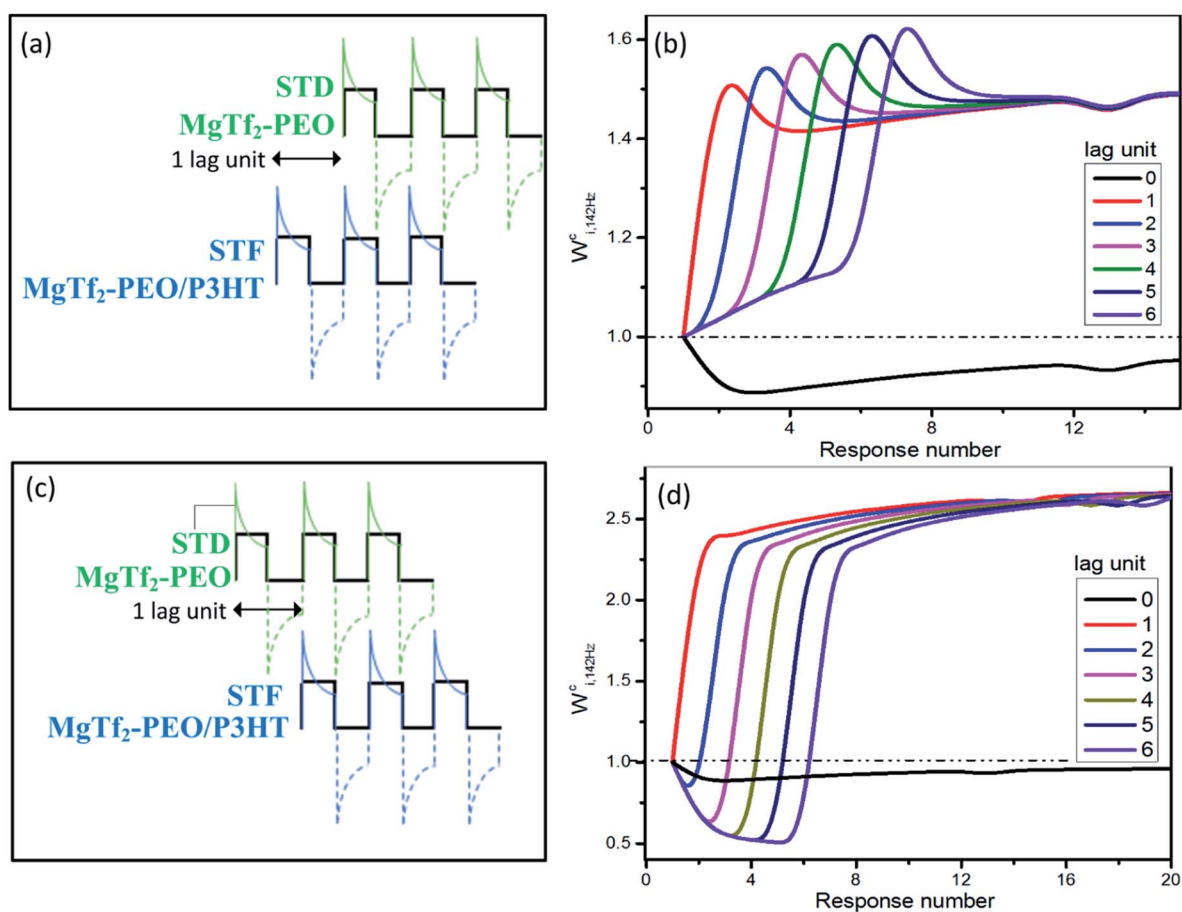 (a)
STD
MgTf₂-PEO
1 lag unit
STF
MgTf₂-PEO/P3HT
(b)
1.6
1.4
1.2
1.0
W^c_{i,142Hz}
lag unit
0
1
2
3
4
5
6
0 4 8 12
Response number
(c)
STD
MgTf₂-PEO
1 lag unit
STF
MgTf₂-PEO/P3HT
(d)
2.5
2.0
1.5
1.0
0.5
W^c_{i,142Hz}
lag unit
0
1
2
3
4
5
6
0 4 8 12 16 20
Response number